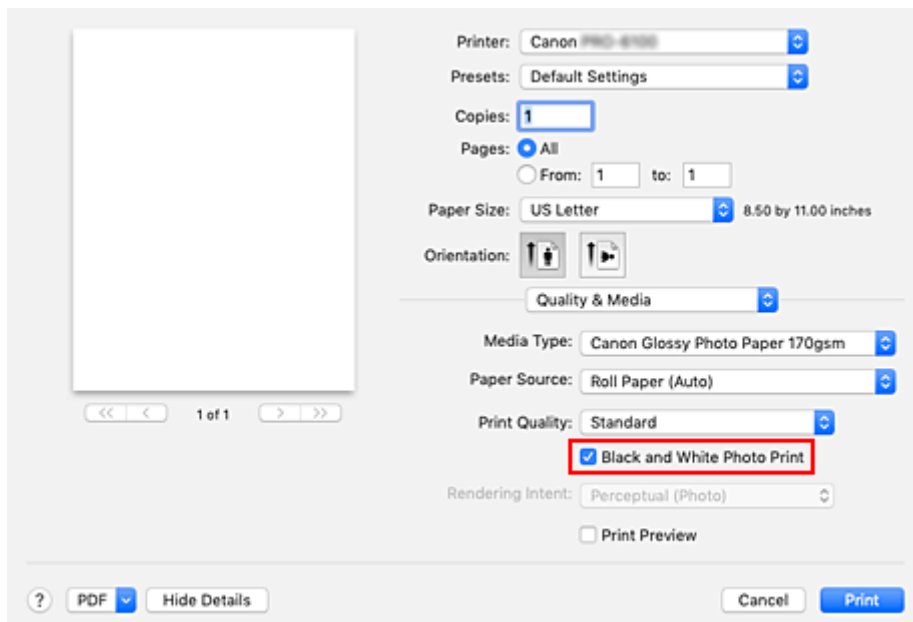 Printer: Canon
Presets: Default Settings
Copies: 1
Pages: All
From: 1 to: 1
Paper Size: US Letter 8.50 by 11.00 inches
Orientation:
Quality & Media
Media Type: Canon Glossy Photo Paper 170gsm
Paper Source: Roll Paper (Auto)
<< < 1 of 1 > >>
Print Quality: Standard
Black and White Photo Print
Rendering Intent: Perceptual (Photo)
Print Preview
? PDF Hide Details Cancel Print